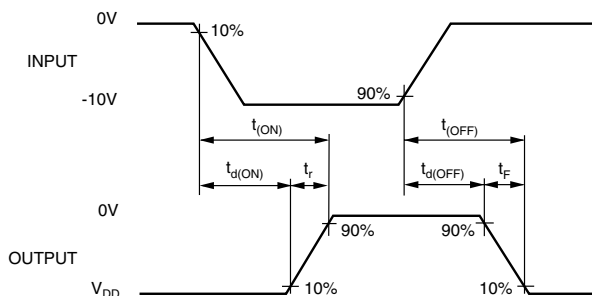 0V
10%
INPUT
-10V
90%
t(ON)
t(OFF)
td(ON)
tr
td(OFF)
tF
0V
90%
90%
OUTPUT
VDD
10%
10%